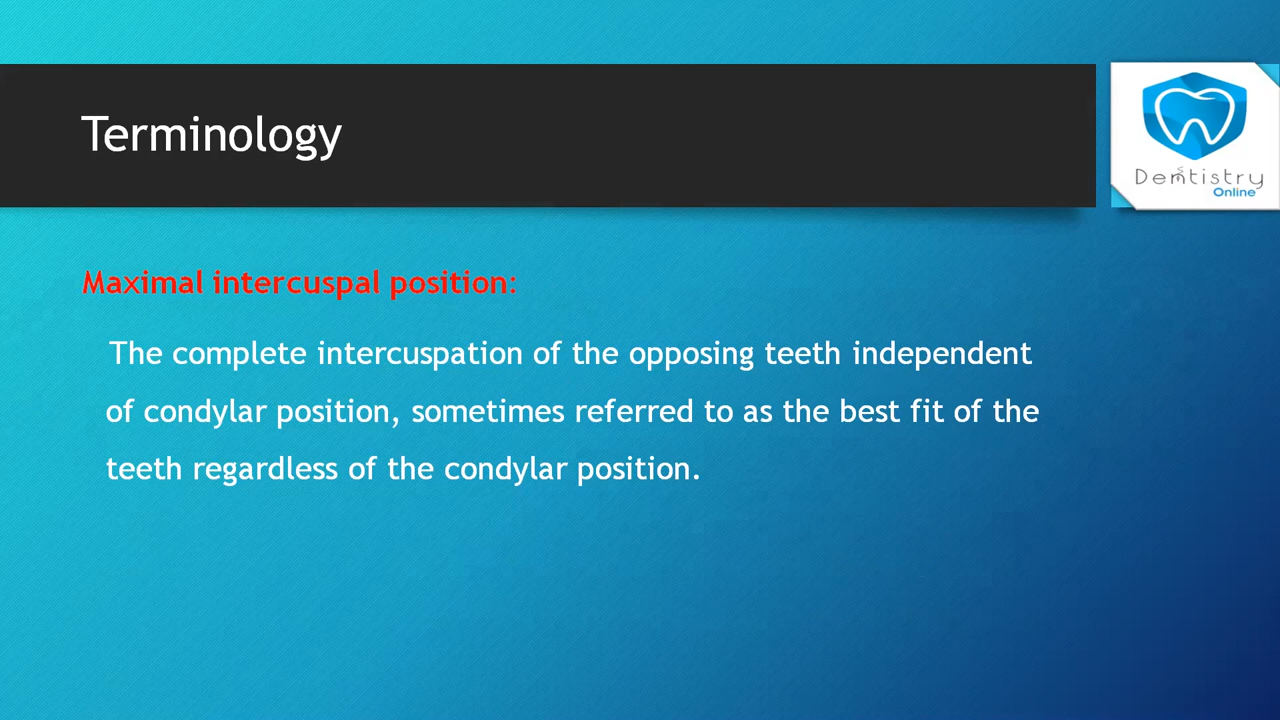 Terminology
Dentistry
Online
Maximal intercuspal position:
The complete intercuspation of the opposing teeth independent
of condylar position, sometimes referred to as the best fit of the
teeth regardless of the condylar position.